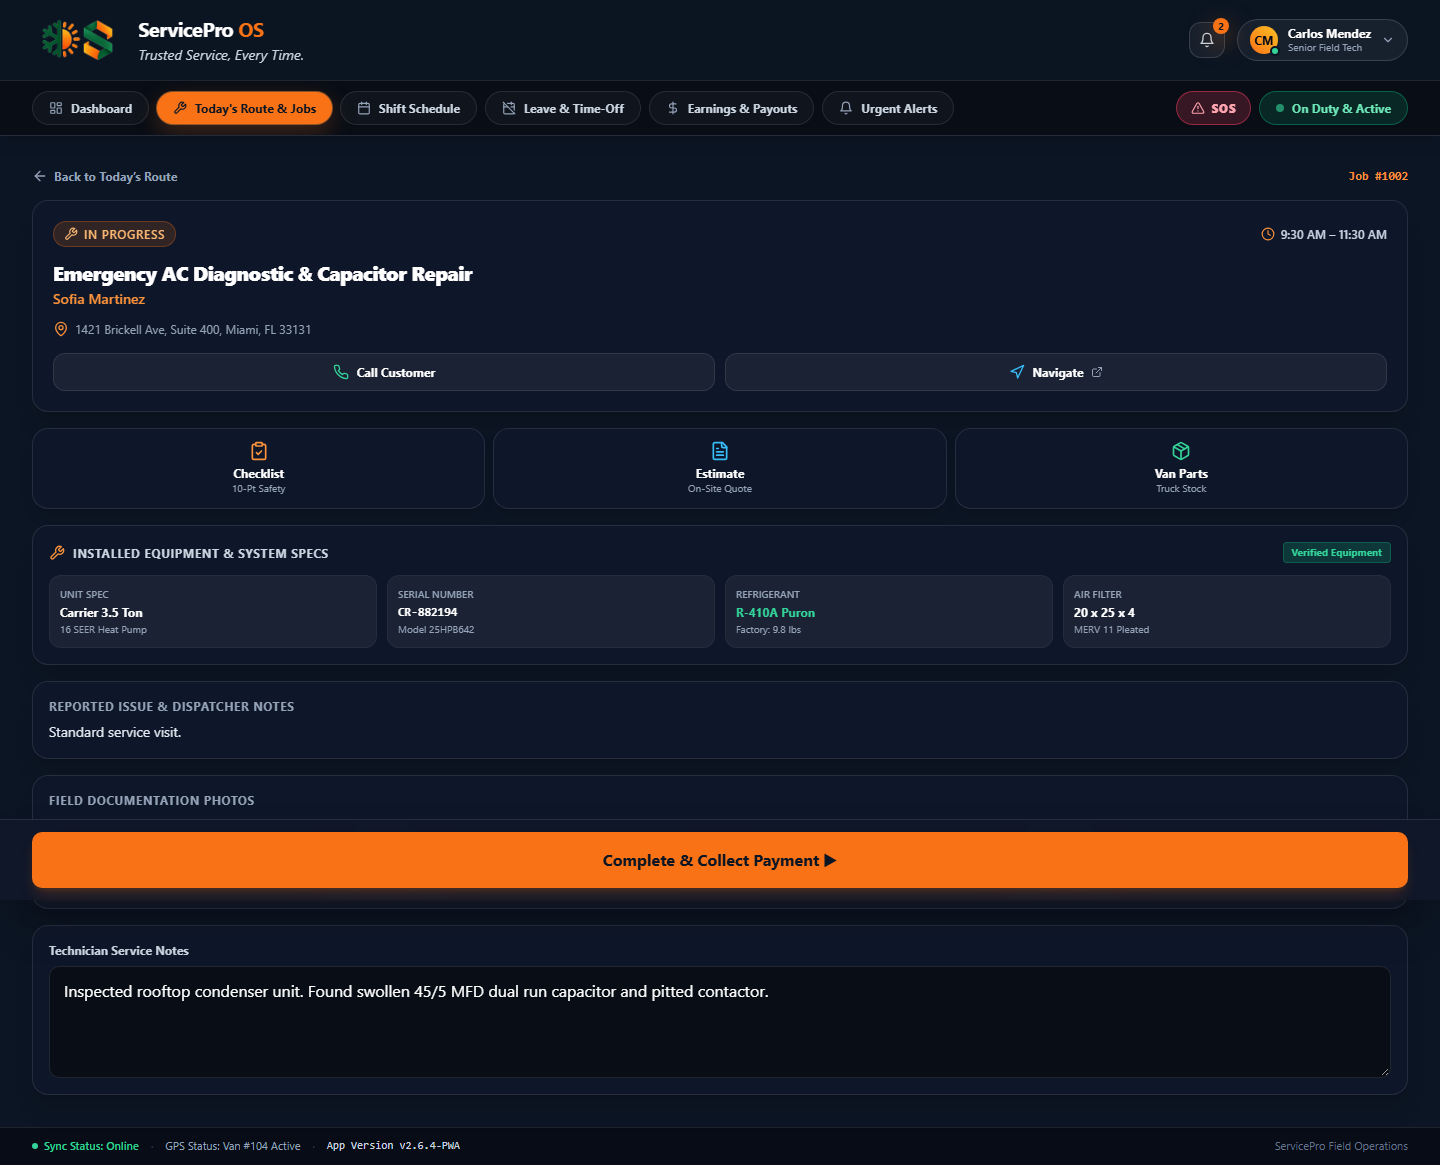 ServicePro OS
Trusted Service, Every Time.
2
CM
Carlos Mendez
Senior Field Tech
Dashboard
Today's Route & Jobs
Shift Schedule
Leave & Time-Off
Earnings & Payouts
Urgent Alerts
SOS
On Duty & Active
Back to Today's Route
Job #1002
IN PROGRESS
9:30 AM – 11:30 AM
Emergency AC Diagnostic & Capacitor Repair
Sofia Martinez
1421 Brickell Ave, Suite 400, Miami, FL 33131
Call Customer
Navigate
Checklist
10-Pt Safety
Estimate
On-Site Quote
Van Parts
Truck Stock
INSTALLED EQUIPMENT & SYSTEM SPECS
Verified Equipment
UNIT SPEC
Carrier 3.5 Ton
16 SEER Heat Pump
SERIAL NUMBER
CR-882194
Model 25HPB642
REFRIGERANT
R-410A Puron
Factory: 9.8 lbs
AIR FILTER
20 x 25 x 4
MERV 11 Pleated
REPORTED ISSUE & DISPATCHER NOTES
Standard service visit.
FIELD DOCUMENTATION PHOTOS
Complete & Collect Payment ▶
Technician Service Notes
Inspected rooftop condenser unit. Found swollen 45/5 MFD dual run capacitor and pitted contactor.
Sync Status: Online · GPS Status: Van #104 Active · App Version v2.6.4-PWA
ServicePro Field Operations